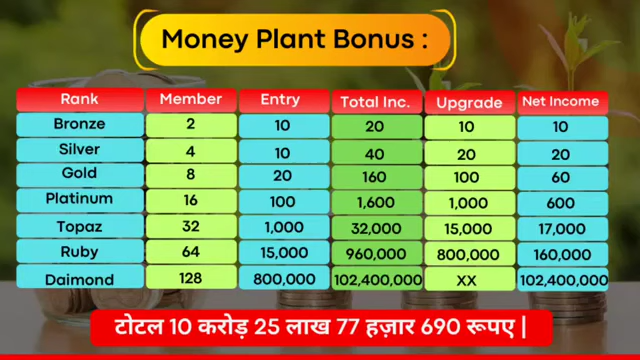 Money Plant Bonus :
Rank Member Entry Total Inc. Upgrade Net Income
Bronze 2 10 20 10 10
Silver 4 10 40 20 20
Gold 8 20 160 100 60
Platinum 16 100 1,600 1,000 600
Topaz 32 1,000 32,000 15,000 17,000
Ruby 64 15,000 960,000 800,000 160,000
Daimond 128 800,000 102,400,000 XX 102,400,000
टोटल 10 करोड़ 25 लाख 77 हज़ार 690 रूपए |